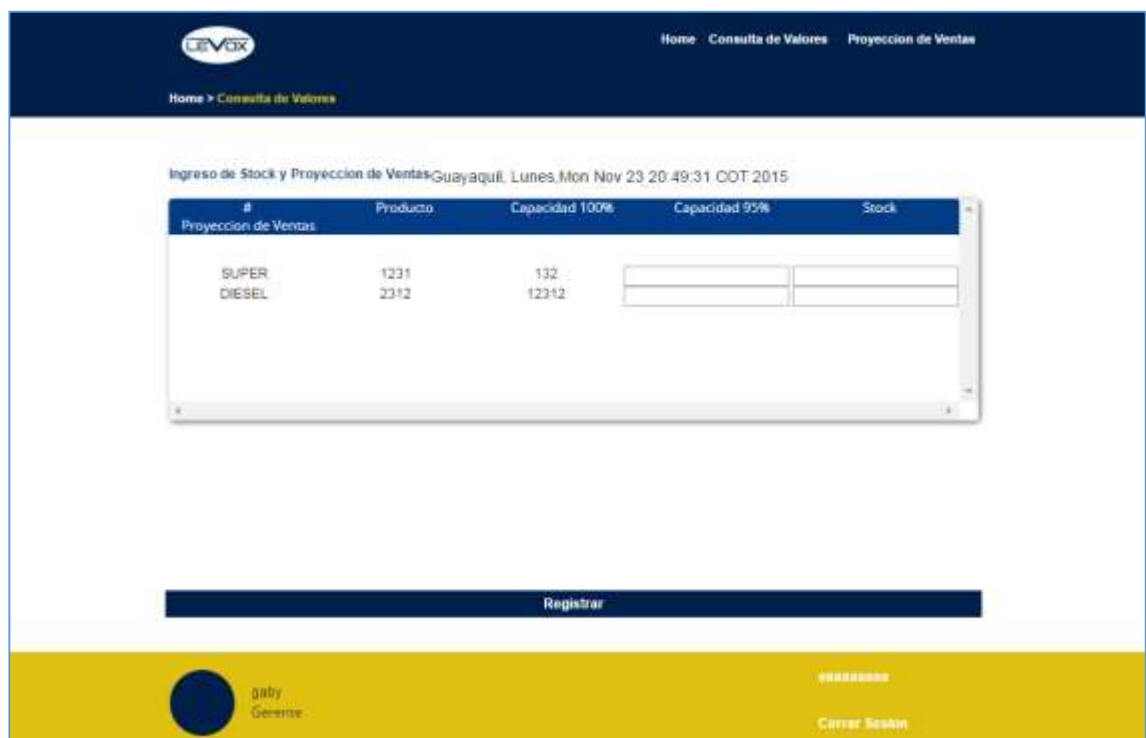 LEVOX
Home Consulta de Valores Proyeccion de Ventas
Home > Consulta de Valores
Ingreso de Stock y Proyeccion de Ventas Guayaquil, Lunes,Mon Nov 23 20:49:31 COT 2015
# Producto Capacidad 100% Capacidad 95% Stock
Proyeccion de Ventas
SUPER 1231 132
DIESEL 2312 12312
Registrar
gaby
Gerente
Cerrar Sesion